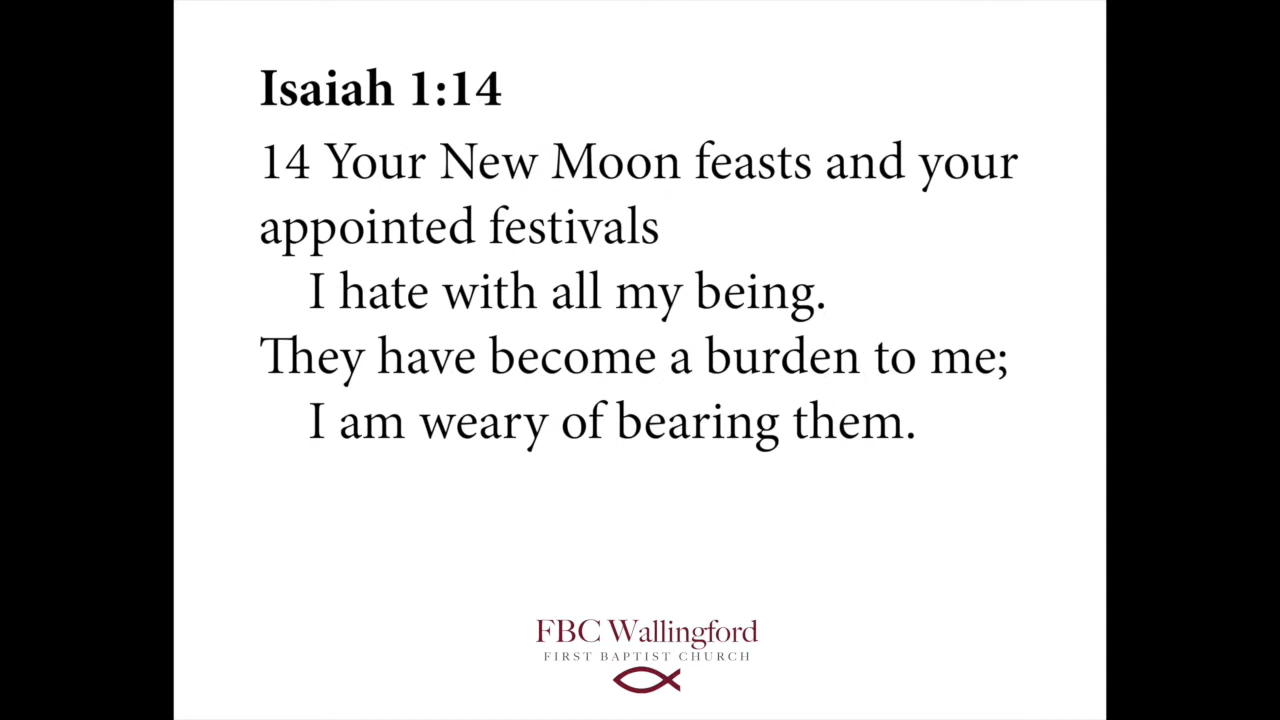 Isaiah 1:14
14 Your New Moon feasts and your
appointed festivals
I hate with all my being.
They have become a burden to me;
I am weary of bearing them.
FBC Wallingford
FIRST BAPTIST CHURCH